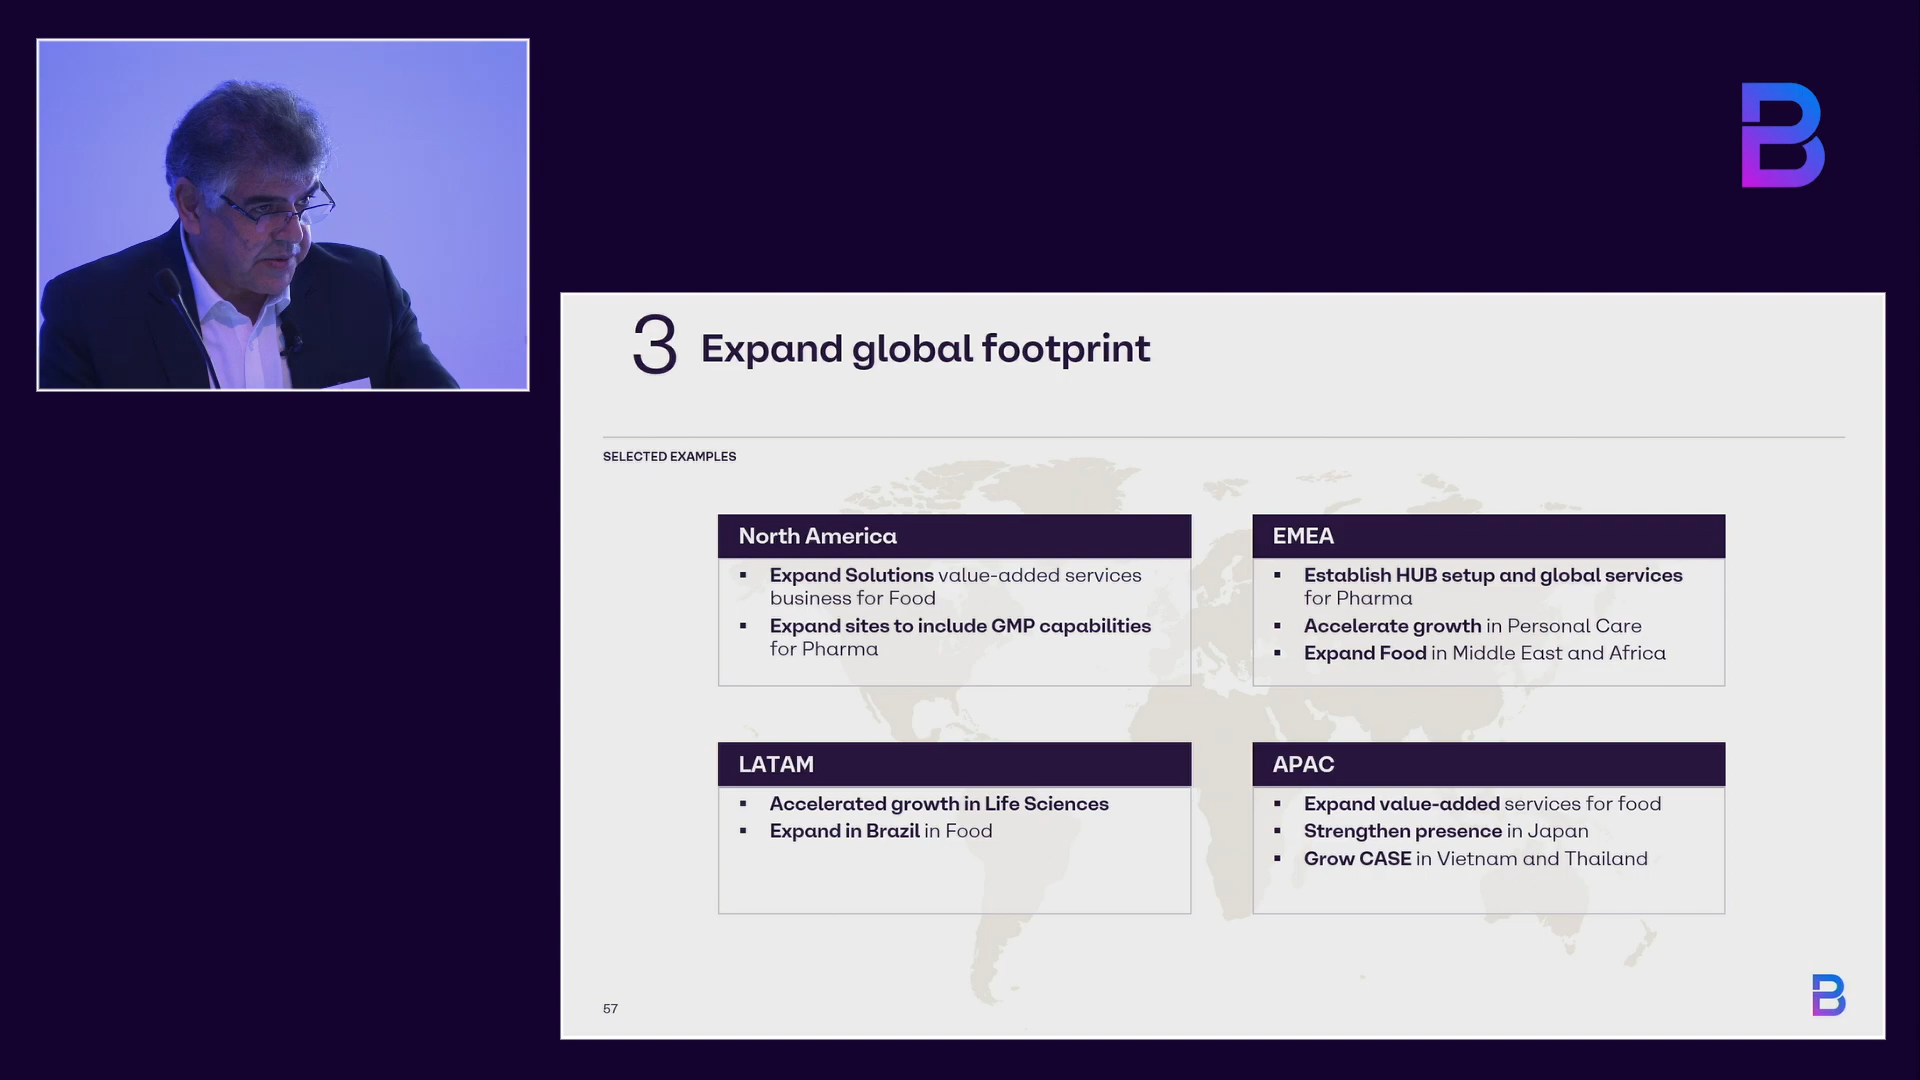 3 Expand global footprint
SELECTED EXAMPLES
North America
▪ Expand Solutions value-added services
business for Food
▪ Expand sites to include GMP capabilities
for Pharma
EMEA
▪ Establish HUB setup and global services
for Pharma
▪ Accelerate growth in Personal Care
▪ Expand Food in Middle East and Africa
LATAM
▪ Accelerated growth in Life Sciences
▪ Expand in Brazil in Food
APAC
▪ Expand value-added services for food
▪ Strengthen presence in Japan
▪ Grow CASE in Vietnam and Thailand
57